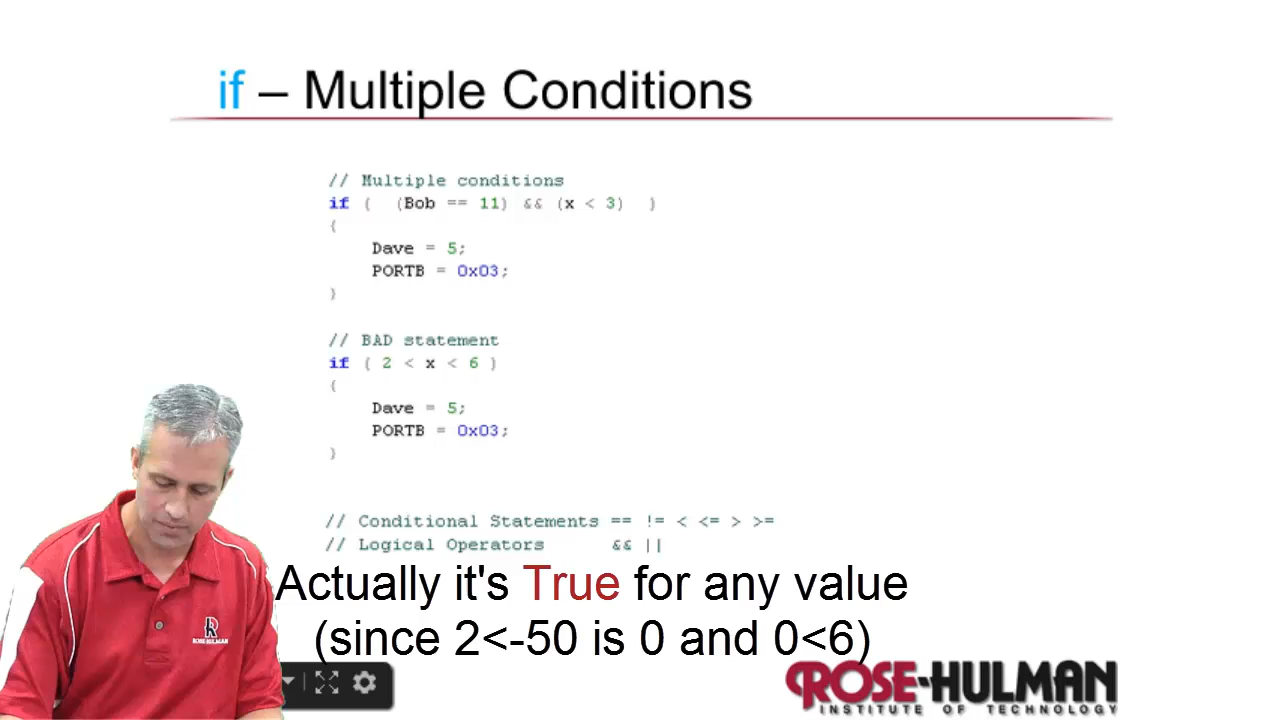 if – Multiple Conditions
// Multiple conditions
if ( (Bob == 11) && (x < 3) )
{
Dave = 5;
PORTB = 0x03;
}
// BAD statement
if ( 2 < x < 6 )
{
Dave = 5;
PORTB = 0x03;
}
// Conditional Statements == != < <= > >=
// Logical Operators && ||
Actually it's True for any value
(since 2<-50 is 0 and 0<6)
ROSE-HULMAN
ROSE-HULMAN
INSTITUTE OF TECHNOLOGY